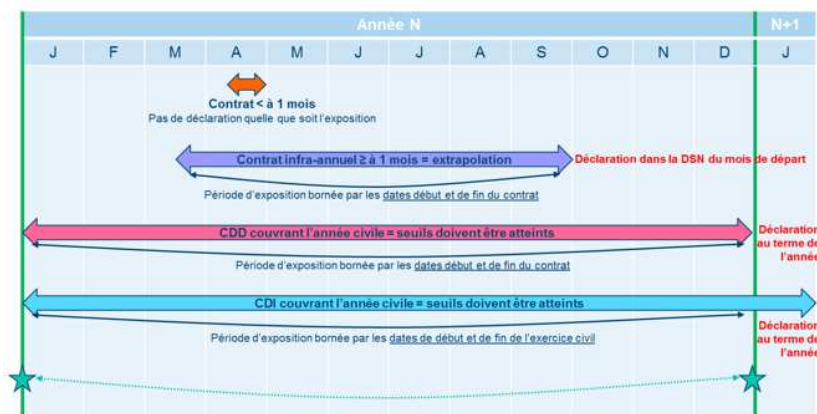 Année N
N+1
J F M A M J J A S O N D J
Contrat < à 1 mois
Pas de déclaration quelle que soit l'exposition
Contrat infra-annuel ≥ à 1 mois = extrapolation
Déclaration dans la DSN du mois de départ
Période d'exposition bornée par les dates début et de fin du contrat
CDD couvrant l'année civile = seuils doivent être atteints
Déclaration
au terme de
l'année
Période d'exposition bornée par les dates début et de fin du contrat
CDI couvrant l'année civile = seuils doivent être atteints
Période d'exposition bornée par les dates de début et de fin de l'exercice civil
Déclaration
au terme de
l'année